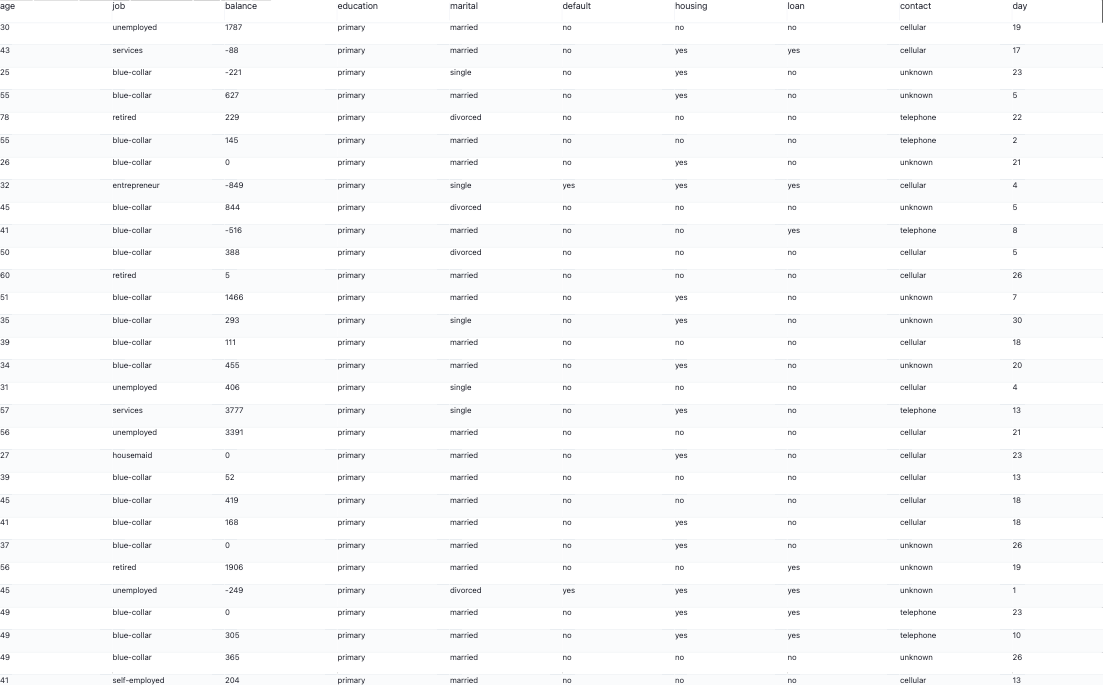 age job balance education marital default housing loan contact day
30 unemployed 1787 primary married no no no cellular 19
43 services -88 primary married no yes yes cellular 17
25 blue-collar -221 primary single no yes no unknown 23
55 blue-collar 627 primary married no yes no unknown 5
78 retired 229 primary divorced no no no telephone 22
55 blue-collar 145 primary married no no no telephone 2
26 blue-collar 0 primary married no yes no unknown 21
32 entrepreneur -849 primary single yes yes yes cellular 4
45 blue-collar 844 primary divorced no no no unknown 5
41 blue-collar -516 primary married no no yes telephone 8
50 blue-collar 388 primary divorced no no no cellular 5
60 retired 5 primary married no no no cellular 26
51 blue-collar 1466 primary married no yes no unknown 7
35 blue-collar 293 primary single no yes no unknown 30
39 blue-collar 111 primary married no no no cellular 18
34 blue-collar 455 primary married no yes no unknown 20
31 unemployed 406 primary single no no no cellular 4
57 services 3777 primary single no yes no telephone 13
56 unemployed 3391 primary married no no no cellular 21
27 housemaid 0 primary married no yes no cellular 23
39 blue-collar 52 primary married no no no cellular 13
45 blue-collar 419 primary married no no no cellular 18
41 blue-collar 168 primary married no yes no cellular 18
37 blue-collar 0 primary married no yes no unknown 26
56 retired 1906 primary married no no yes unknown 19
45 unemployed -249 primary divorced yes yes yes unknown 1
49 blue-collar 0 primary married no yes yes telephone 23
49 blue-collar 305 primary married no yes yes telephone 10
49 blue-collar 365 primary married no no no unknown 26
41 self-employed 204 primary married no no no cellular 13